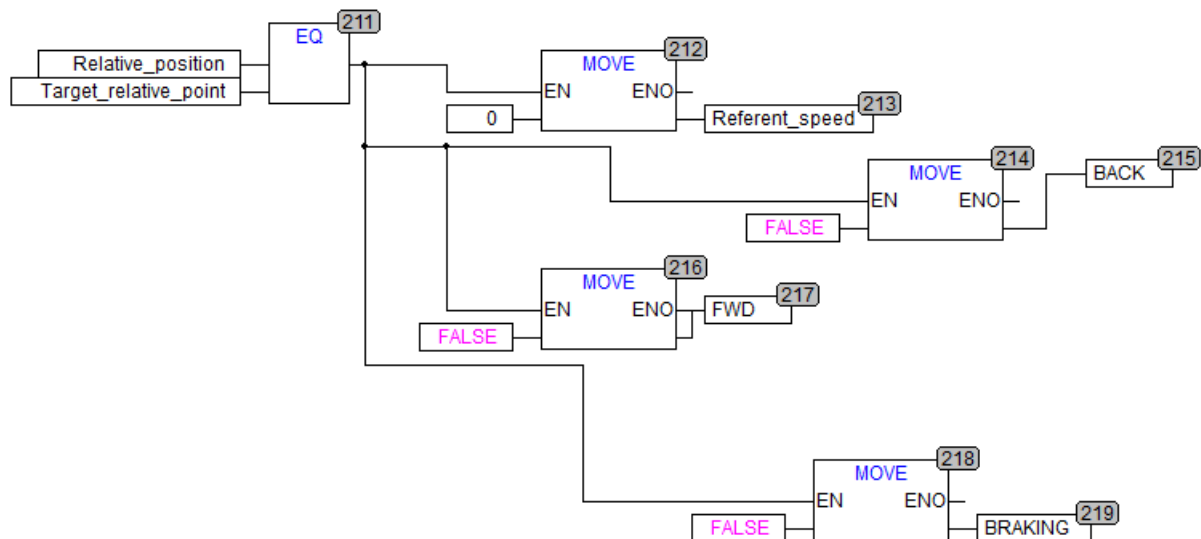 211
EQ
Relative_position
Target_relative_point
212
MOVE
EN ENO
0
213
Referent_speed
214
MOVE
EN ENO
FALSE
215
BACK
216
MOVE
EN ENO
FALSE
217
FWD
218
MOVE
EN ENO
FALSE
219
BRAKING